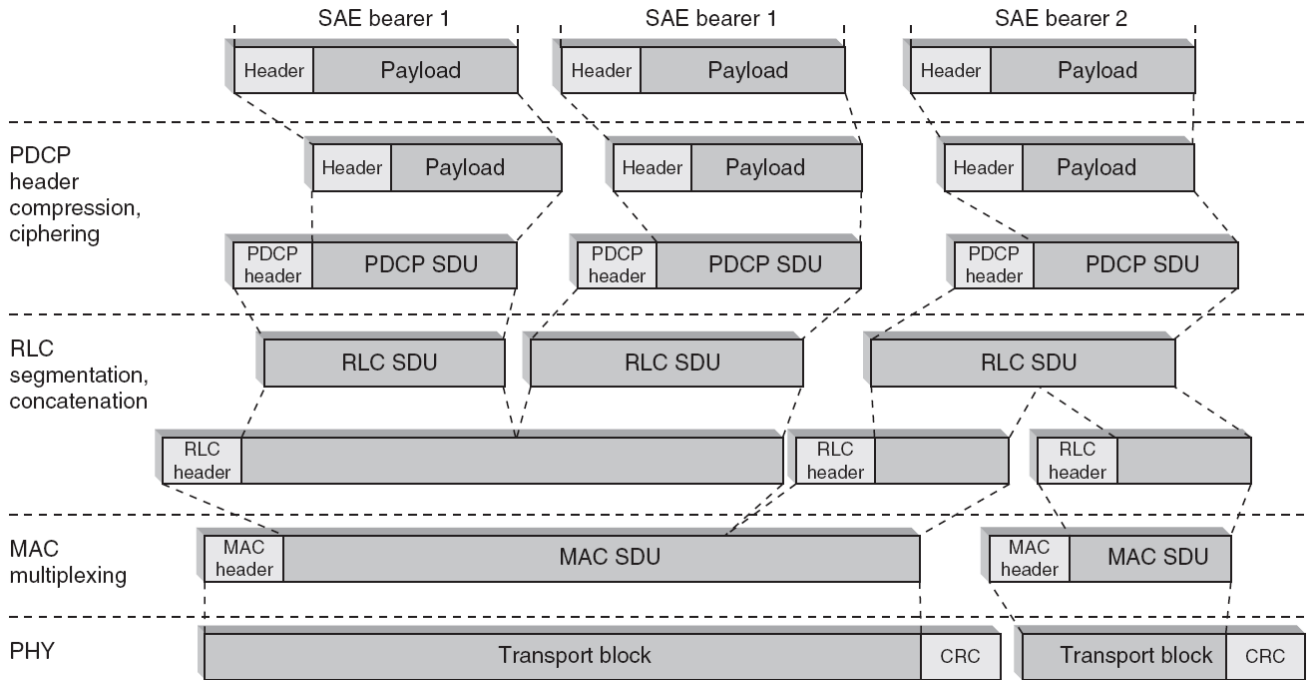 SAE bearer 1
SAE bearer 1
SAE bearer 2
Header
Payload
Header
Payload
Header
Payload
PDCP
header
compression,
ciphering
Header
Payload
Header
Payload
Header
Payload
PDCP
header
PDCP SDU
PDCP
header
PDCP SDU
PDCP
header
PDCP SDU
RLC
segmentation,
concatenation
RLC SDU
RLC SDU
RLC SDU
RLC
header
RLC
header
RLC
header
MAC
multiplexing
MAC
header
MAC SDU
MAC
header
MAC SDU
PHY
Transport block
CRC
Transport block
CRC